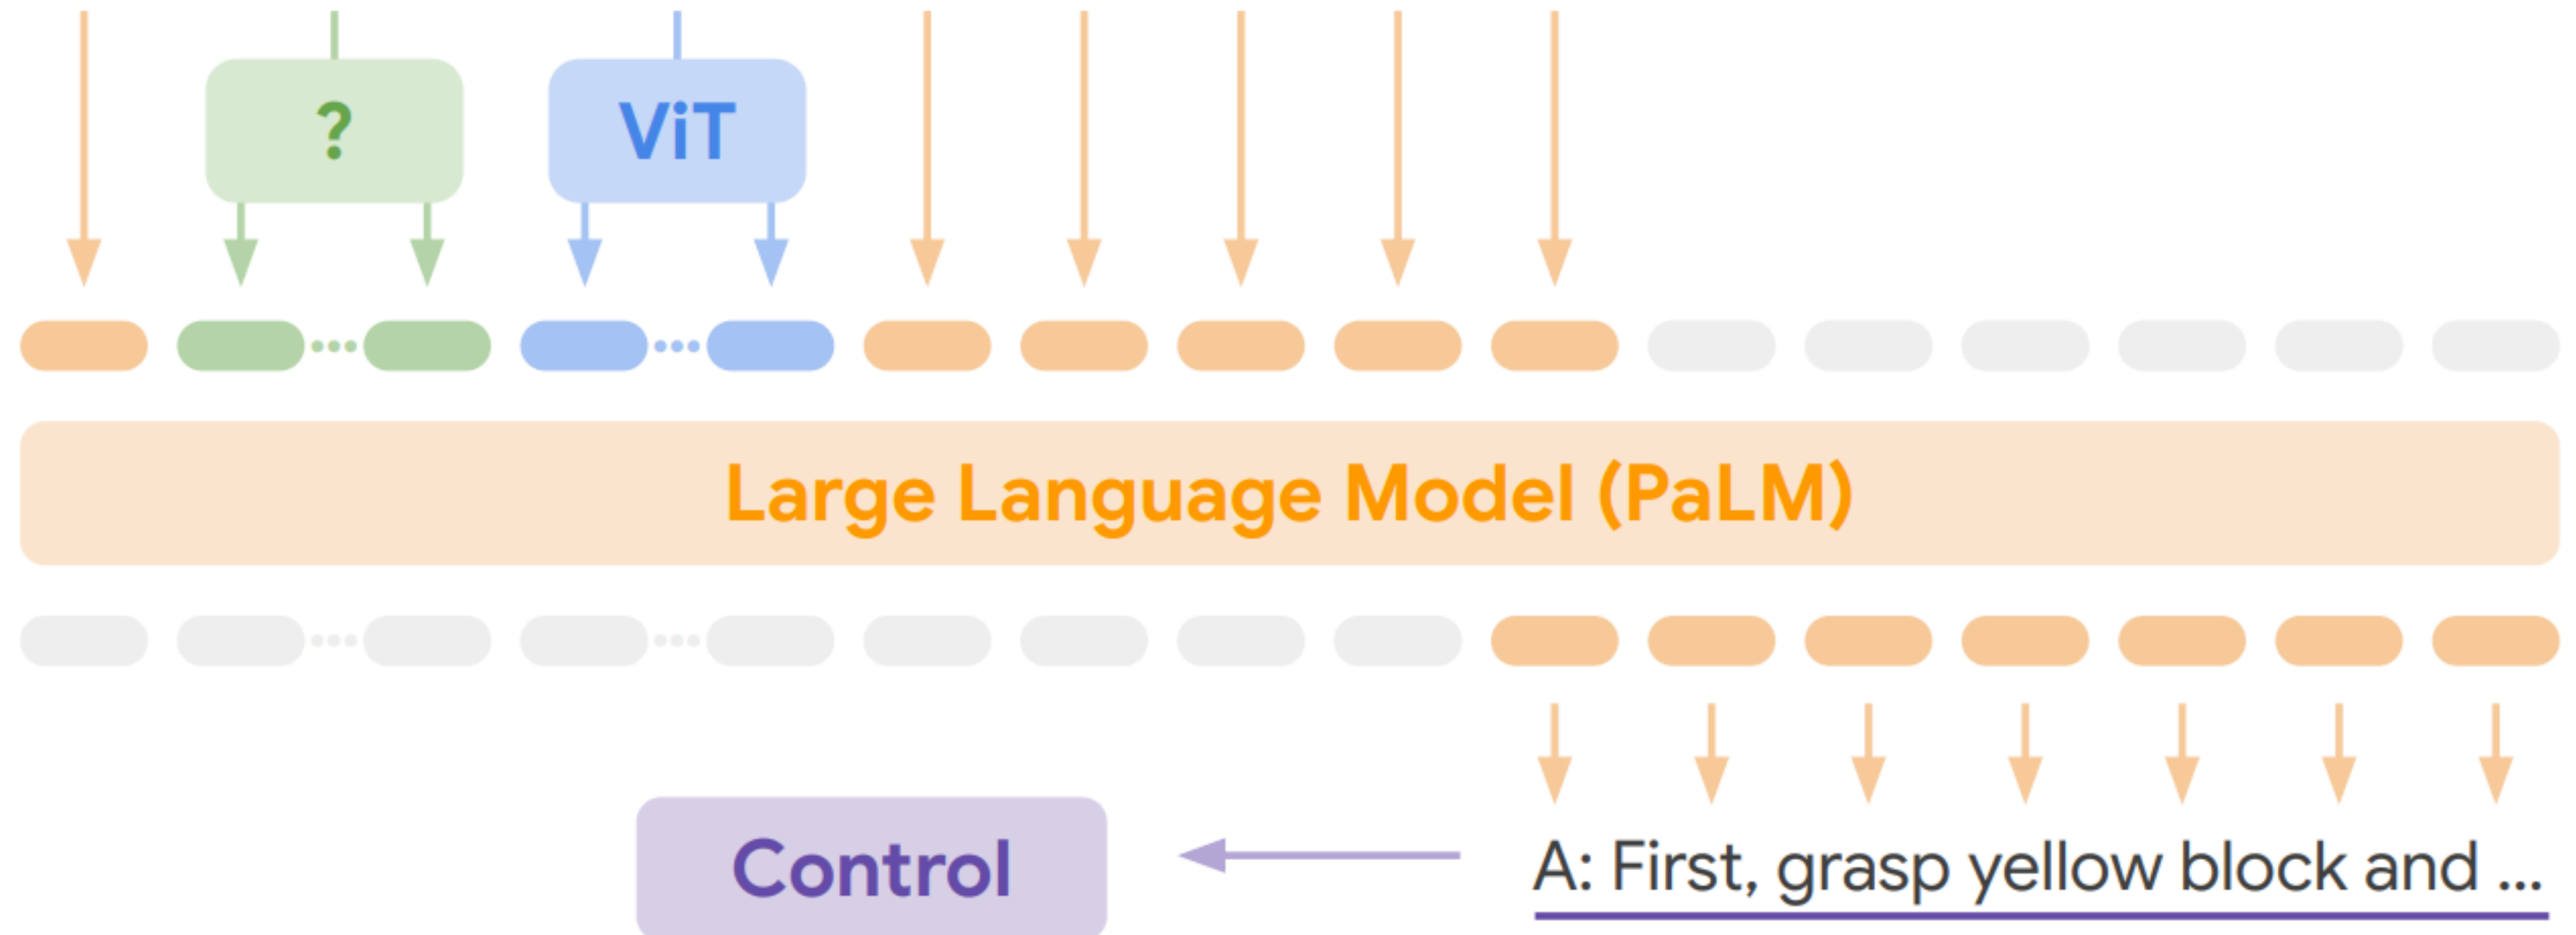 ?
ViT
Large Language Model (PaLM)
Control
A: First, grasp yellow block and ...